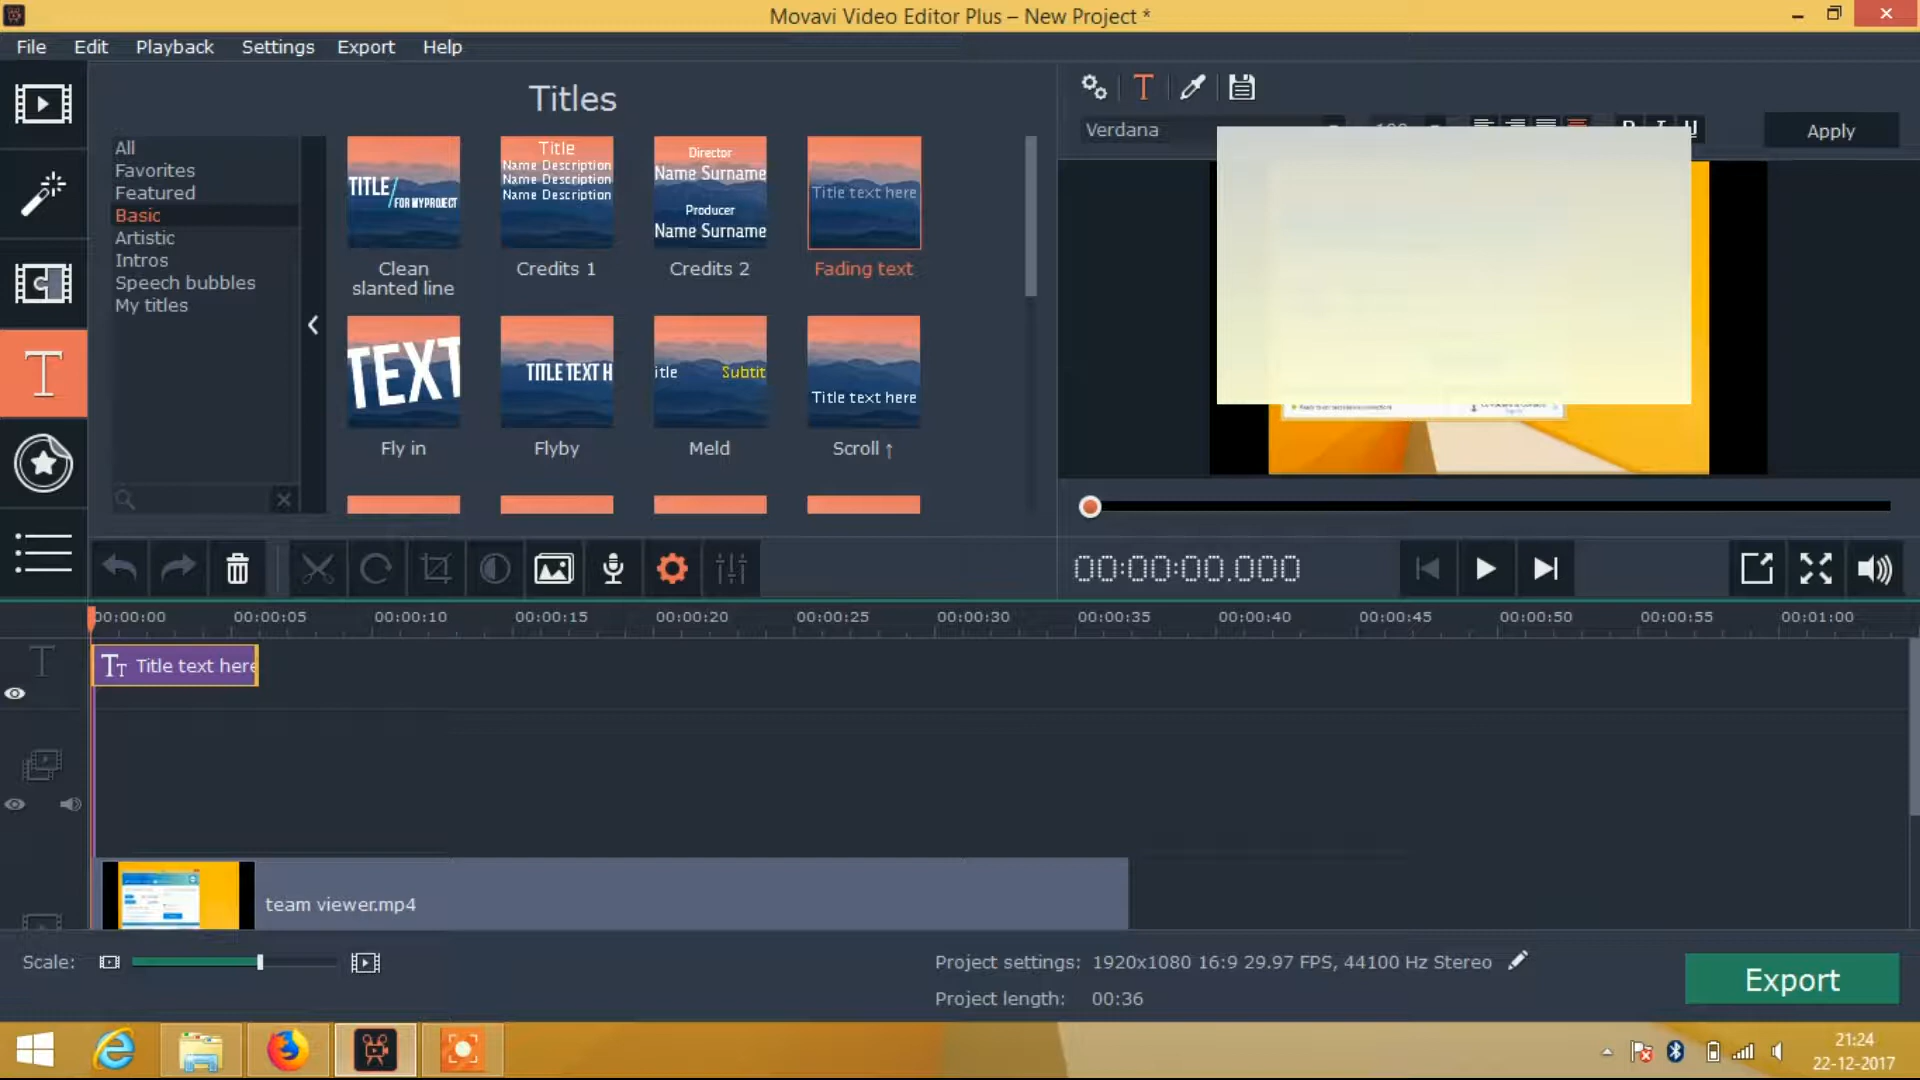 Movavi Video Editor Plus – New Project *
File Edit Playback Settings Export Help
Titles
Verdana
Apply
All
Favorites
Featured
Basic
Artistic
Intros
Speech bubbles
My titles
TITLE/ FOR MY PROJECT
Clean slanted line
Title
Name Description
Name Description
Name Description
Credits 1
Director
Name Surname
Producer
Name Surname
Credits 2
Title text here
Fading text
TEXT
Fly in
TITLE TEXT H
Flyby
itle Subtit
Meld
Title text here
Scroll ↑
00:00:00.000
00:00:00 00:00:05 00:00:10 00:00:15 00:00:20 00:00:25 00:00:30 00:00:35 00:00:40 00:00:45 00:00:50 00:00:55 00:01:00
Title text here
team viewer.mp4
Scale:
Project settings: 1920x1080 16:9 29.97 FPS, 44100 Hz Stereo
Project length: 00:36
Export
21:24
22-12-2017